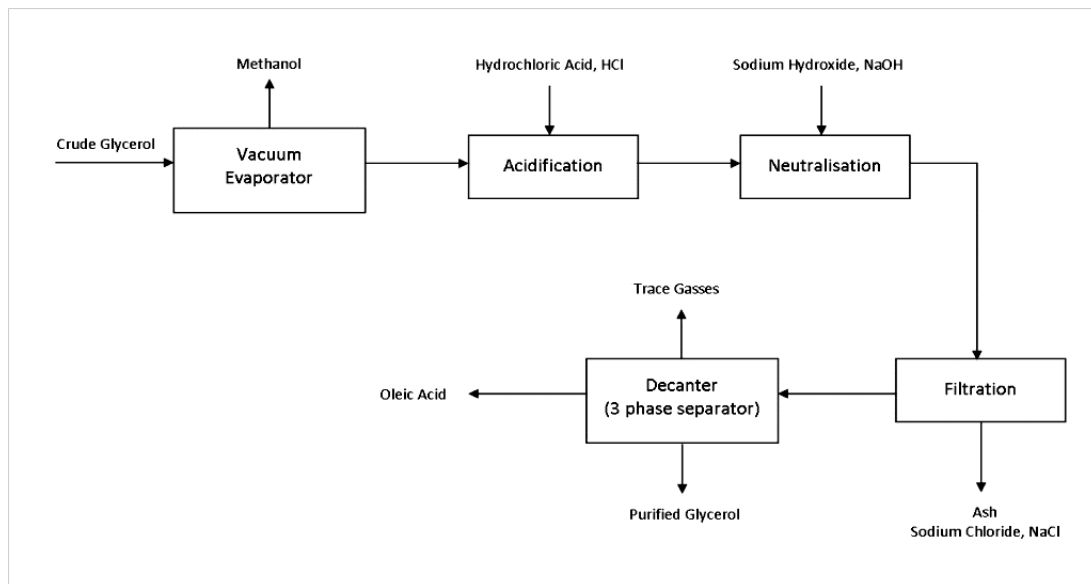 Methanol
Hydrochloric Acid, HCl
Sodium Hydroxide, NaOH
Crude Glycerol
Vacuum
Evaporator
Acidification
Neutralisation
Trace Gasses
Oleic Acid
Decanter
(3 phase separator)
Filtration
Purified Glycerol
Ash
Sodium Chloride, NaCl